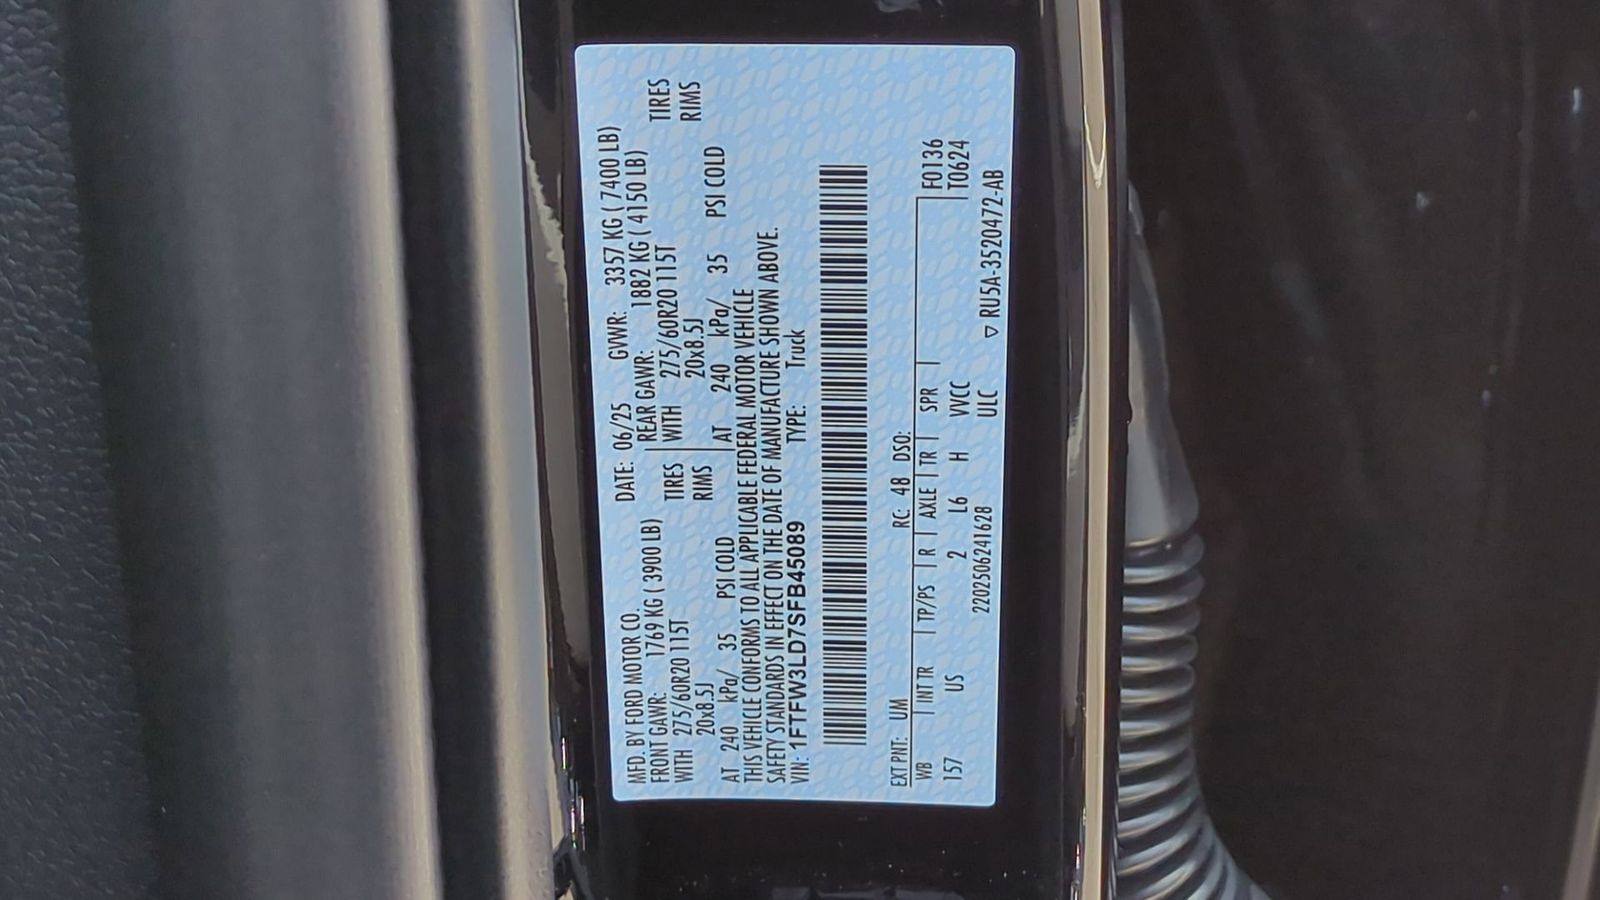 MFD. BY FORD MOTOR CO. DATE: 06/25 GVWR: 3357 KG ( 7400 LB)
FRONT GAWR: 1769 KG ( 3900 LB) REAR GAWR: 1882 KG ( 4150 LB)
WITH 275/60R20 115T TIRES WITH 275/60R20 115T TIRES
20x8.5J RIMS 20x8.5J RIMS
AT 240 kPa/ 35 PSI COLD AT 240 kPa/ 35 PSI COLD
THIS VEHICLE CONFORMS TO ALL APPLICABLE FEDERAL MOTOR VEHICLE
SAFETY STANDARDS IN EFFECT ON THE DATE OF MANUFACTURE SHOWN ABOVE.
VIN: 1FTFW3LD7SFB45089 TYPE: Truck
EXT PNT: UM RC: 48 DSO:
WB INT TR TP/PS R AXLE TR SPR F0136
157 US 2 L6 H VVCC T0624
2202506241628 ULC
▽ RU5A-3520472-AB